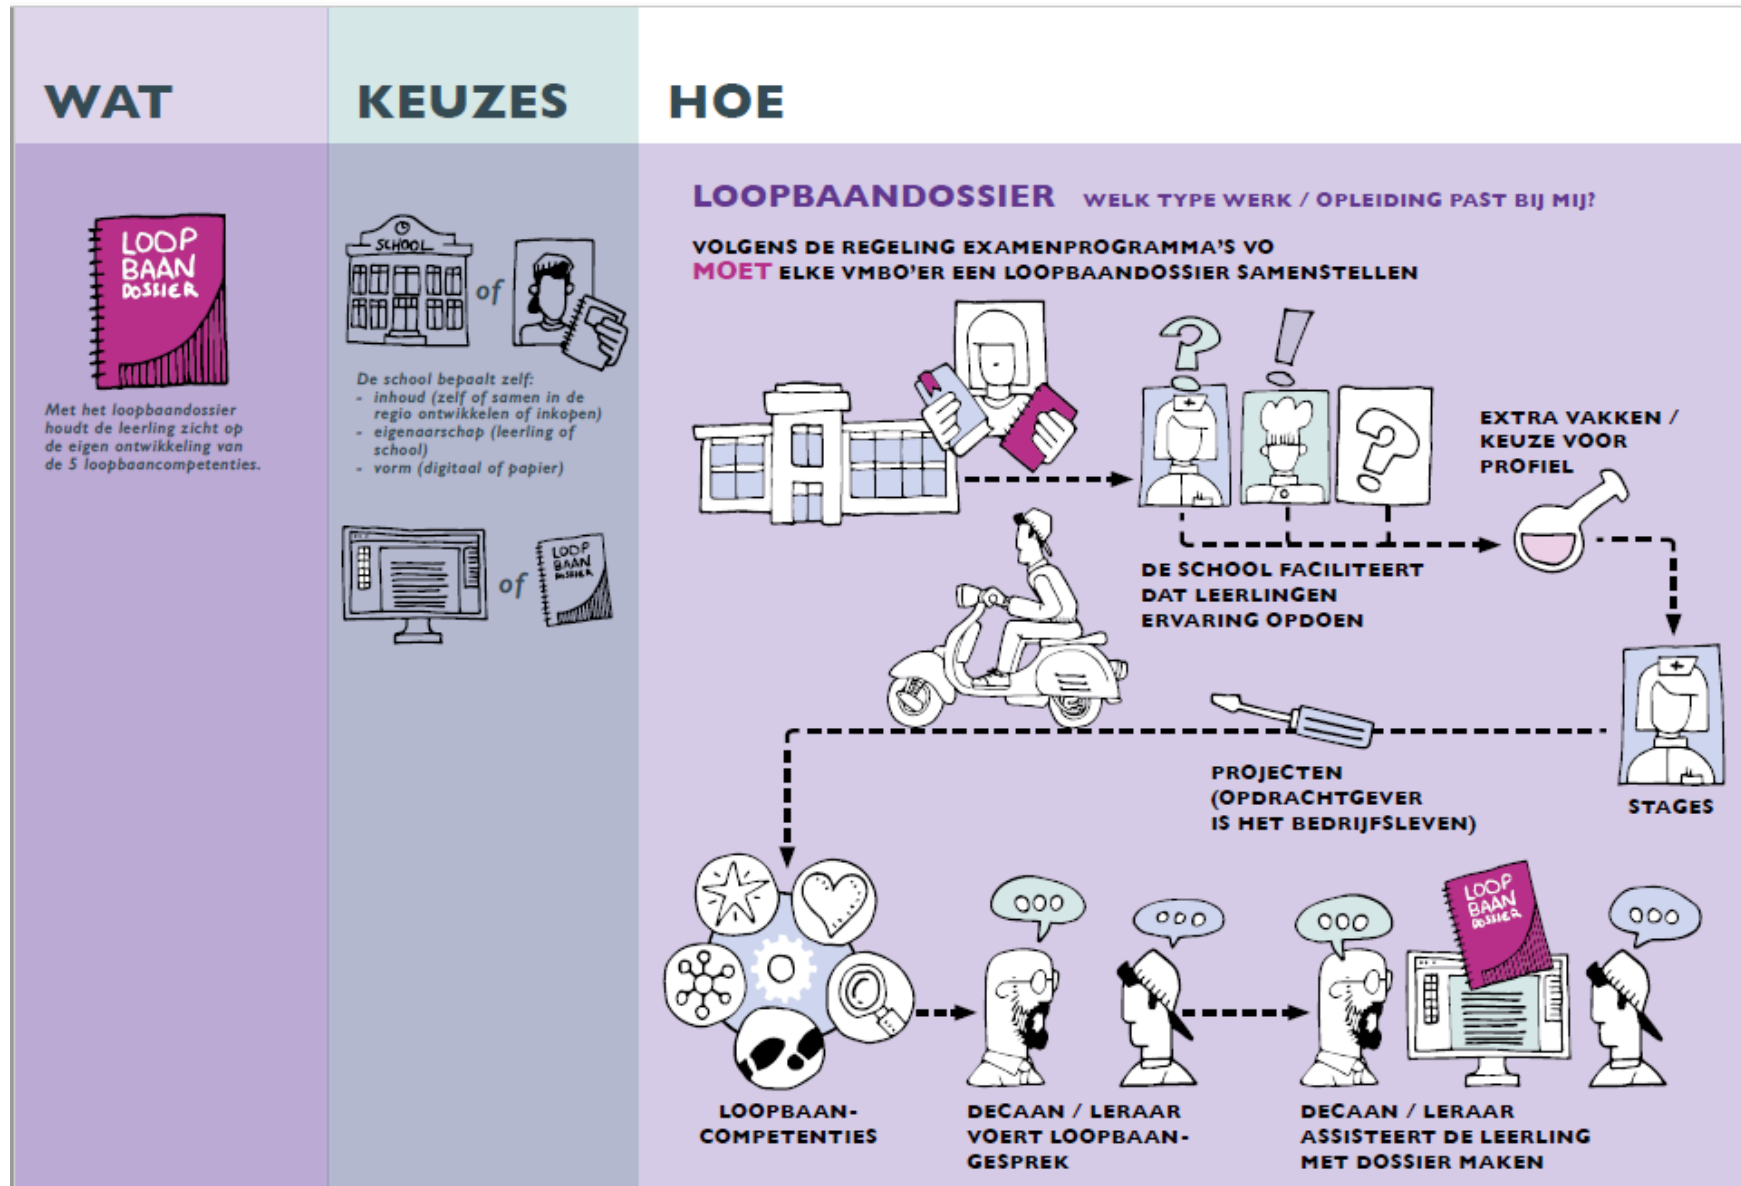 WAT
KEUZES
HOE
LOOP
BAAN
DOSSIER
Met het loopbaandossier
houdt de leerling zicht op
de eigen ontwikkeling van
de 5 loopbaancompetenties.
SCHOOL
of
De school bepaalt zelf:
- inhoud (zelf of samen in de
regio ontwikkelen of inkopen)
- eigenaarschap (leerling of
school)
- vorm (digitaal of papier)
of
LOOP
BAAN
DOSSIER
LOOPBAANDOSSIER WELK TYPE WERK / OPLEIDING PAST BIJ MIJ?
VOLGENS DE REGELING EXAMENPROGRAMMA'S VO
MOET ELKE VMBO'ER EEN LOOPBAANDOSSIER SAMENSTELLEN
? ! ?
EXTRA VAKKEN /
KEUZE VOOR
PROFIEL
DE SCHOOL FACILITEERT
DAT LEERLINGEN
ERVARING OPDOEN
PROJECTEN
(OPDRACHTGEVER
IS HET BEDRIJFSLEVEN)
STAGES
LOOPBAAN-
COMPETENTIES
DECAAN / LERAAR
VOERT LOOPBAAN-
GESPREK
LOOP
BAAN
DOSSIER
DECAAN / LERAAR
ASSISTEERT DE LEERLING
MET DOSSIER MAKEN